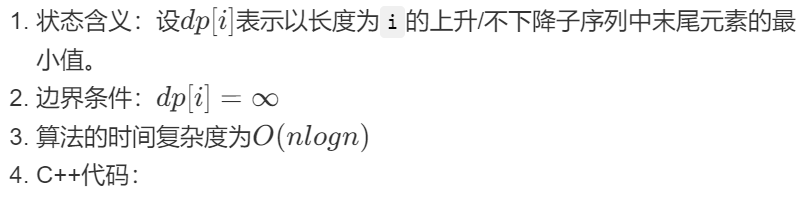 1. 状态含义：设dp[i]表示以长度为 i 的上升/不下降子序列中末尾元素的最
小值。
2. 边界条件：dp[i] = ∞
3. 算法的时间复杂度为O(nlogn)
4. C++代码：